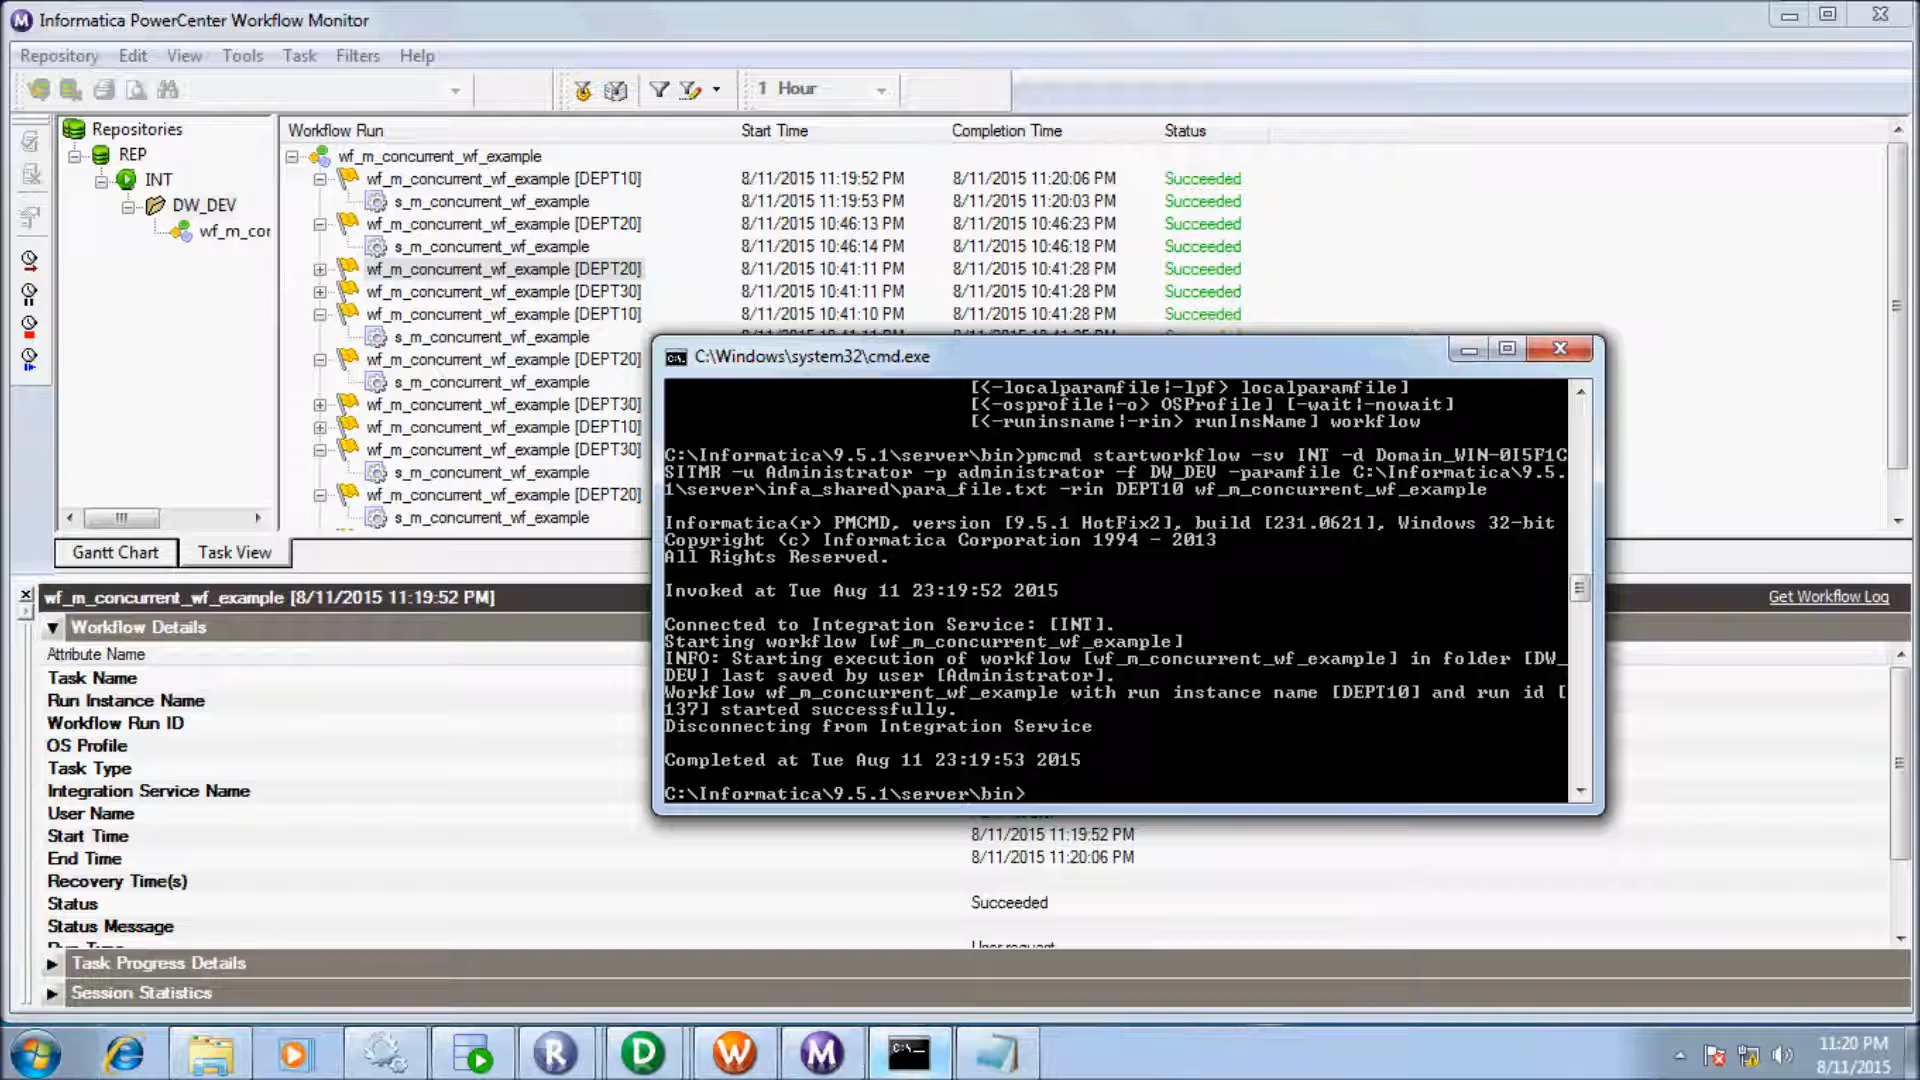 Informatica PowerCenter Workflow Monitor
Repository Edit View Tools Task Filters Help
1 Hour
Repositories
REP
INT
DW_DEV
wf_m_cor
Workflow Run Start Time Completion Time Status
wf_m_concurrent_wf_example
wf_m_concurrent_wf_example [DEPT10] 8/11/2015 11:19:52 PM 8/11/2015 11:20:06 PM Succeeded
s_m_concurrent_wf_example 8/11/2015 11:19:53 PM 8/11/2015 11:20:03 PM Succeeded
wf_m_concurrent_wf_example [DEPT20] 8/11/2015 10:46:13 PM 8/11/2015 10:46:23 PM Succeeded
s_m_concurrent_wf_example 8/11/2015 10:46:14 PM 8/11/2015 10:46:18 PM Succeeded
wf_m_concurrent_wf_example [DEPT20] 8/11/2015 10:41:11 PM 8/11/2015 10:41:28 PM Succeeded
wf_m_concurrent_wf_example [DEPT30] 8/11/2015 10:41:11 PM 8/11/2015 10:41:28 PM Succeeded
wf_m_concurrent_wf_example [DEPT10] 8/11/2015 10:41:10 PM 8/11/2015 10:41:28 PM Succeeded
s_m_concurrent_wf_example
wf_m_concurrent_wf_example [DEPT20]
s_m_concurrent_wf_example
wf_m_concurrent_wf_example [DEPT30]
wf_m_concurrent_wf_example [DEPT10]
wf_m_concurrent_wf_example [DEPT30]
s_m_concurrent_wf_example
wf_m_concurrent_wf_example [DEPT20]
s_m_concurrent_wf_example
Gantt Chart Task View
C:\Windows\system32\cmd.exe
[<-localparamfile|-lpf> localparamfile]
[<-osprofile|-o> OSProfile] [-wait|-nowait]
[<-runinsname|-rin> runInsName] workflow
C:\Informatica\9.5.1\server\bin>pmcmd startworkflow -sv INT -d Domain_WIN-0I5F1C
SITMR -u Administrator -p administrator -f DW_DEV -paramfile C:\Informatica\9.5.
1\server\infa_shared\para_file.txt -rin DEPT10 wf_m_concurrent_wf_example
Informatica(r) PMCMD, version [9.5.1 HotFix2], build [231.0621], Windows 32-bit
Copyright (c) Informatica Corporation 1994 - 2013
All Rights Reserved.
Invoked at Tue Aug 11 23:19:52 2015
Connected to Integration Service: [INT].
Starting workflow [wf_m_concurrent_wf_example]
INFO: Starting execution of workflow [wf_m_concurrent_wf_example] in folder [DW_
DEV] last saved by user [Administrator].
Workflow wf_m_concurrent_wf_example with run instance name [DEPT10] and run id [
137] started successfully.
Disconnecting from Integration Service
Completed at Tue Aug 11 23:19:53 2015
C:\Informatica\9.5.1\server\bin>
wf_m_concurrent_wf_example [8/11/2015 11:19:52 PM] Get Workflow Log
Workflow Details
Attribute Name
Task Name
Run Instance Name
Workflow Run ID
OS Profile
Task Type
Integration Service Name
User Name
Start Time 8/11/2015 11:19:52 PM
End Time 8/11/2015 11:20:06 PM
Recovery Time(s)
Status Succeeded
Status Message
Task Progress Details
Session Statistics
11:20 PM
8/11/2015